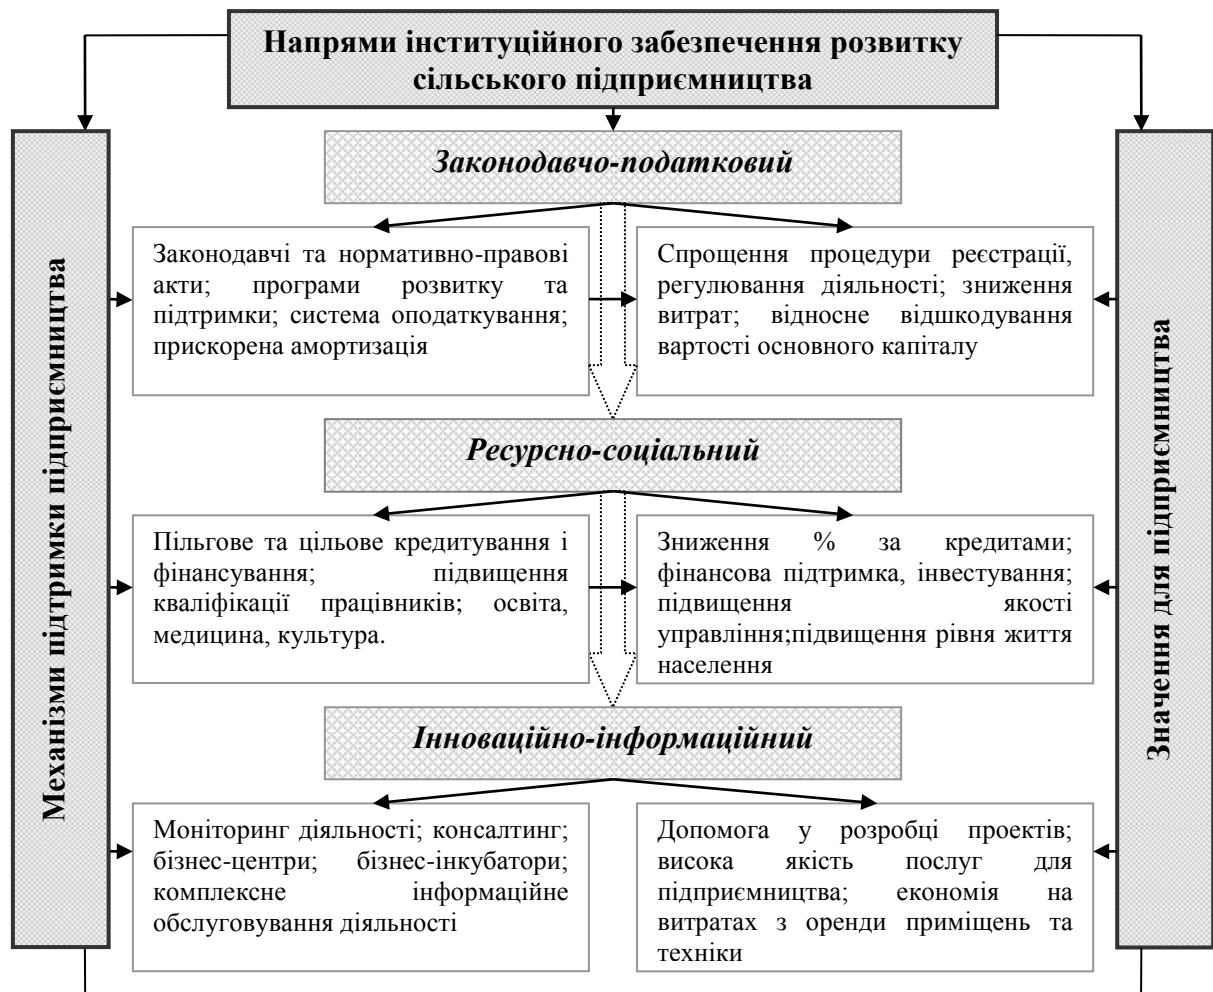 Напрями інституційного забезпечення розвитку
сільського підприємництва
Механізми підтримки підприємництва
Значення для підприємництва
Законодавчо-податковий
Законодавчі та нормативно-правові
акти; програми розвитку та
підтримки; система оподаткування;
прискорена амортизація
Спрощення процедури реєстрації,
регулювання діяльності; зниження
витрат; відносне відшкодування
вартості основного капіталу
Ресурсно-соціальний
Пільгове та цільове кредитування і
фінансування; підвищення
кваліфікації працівників; освіта,
медицина, культура.
Зниження % за кредитами;
фінансова підтримка, інвестування;
підвищення якості
управління;підвищення рівня життя
населення
Інноваційно-інформаційний
Моніторинг діяльності; консалтинг;
бізнес-центри; бізнес-інкубатори;
комплексне інформаційне
обслуговування діяльності
Допомога у розробці проектів;
висока якість послуг для
підприємництва; економія на
витратах з оренди приміщень та
техніки